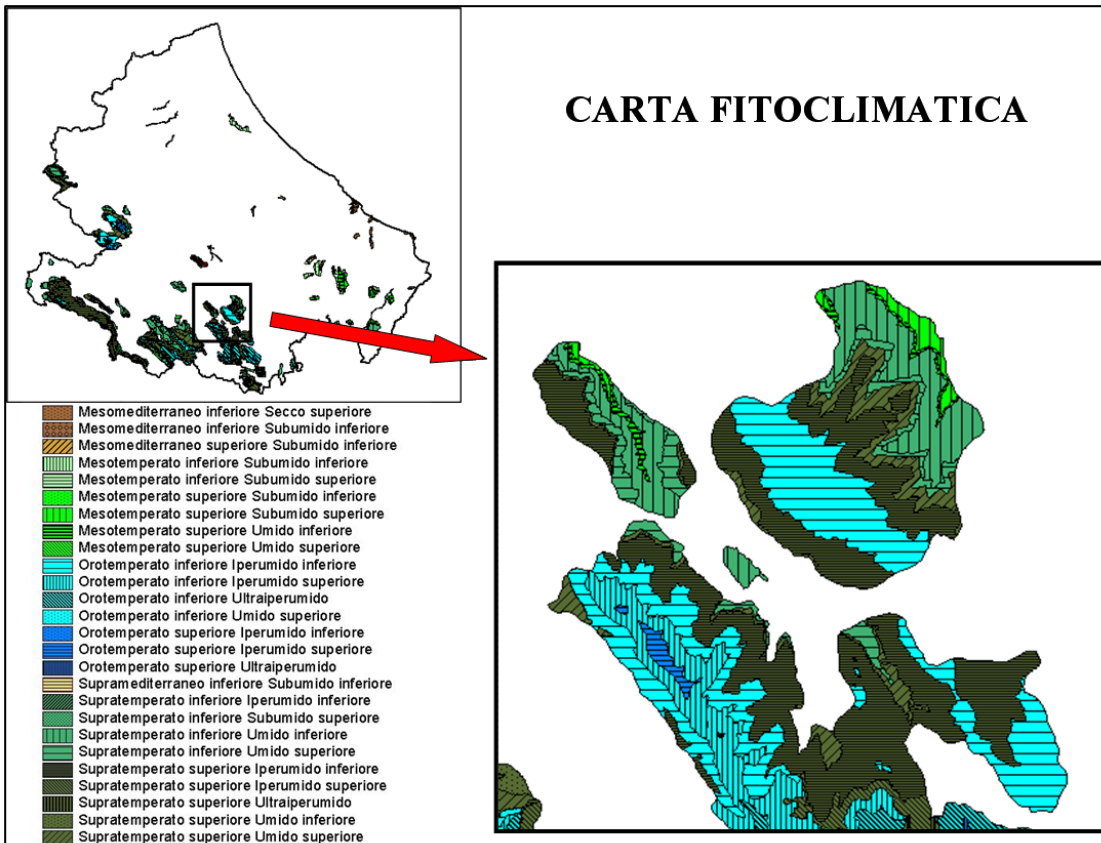 CARTA FITOCLIMATICA
Mesomediterraneo inferiore Secco superiore
Mesomediterraneo inferiore Subumido inferiore
Mesomediterraneo superiore Subumido inferiore
Mesotemperato inferiore Subumido inferiore
Mesotemperato inferiore Subumido superiore
Mesotemperato superiore Subumido inferiore
Mesotemperato superiore Subumido superiore
Mesotemperato superiore Umido inferiore
Mesotemperato superiore Umido superiore
Orotemperato inferiore Iperumido inferiore
Orotemperato inferiore Iperumido superiore
Orotemperato inferiore Ultraiperumido
Orotemperato inferiore Umido superiore
Orotemperato superiore Iperumido inferiore
Orotemperato superiore Iperumido superiore
Orotemperato superiore Ultraiperumido
Supramediterraneo inferiore Subumido inferiore
Supratemperato inferiore Iperumido inferiore
Supratemperato inferiore Subumido superiore
Supratemperato inferiore Umido inferiore
Supratemperato inferiore Umido superiore
Supratemperato superiore Iperumido inferiore
Supratemperato superiore Iperumido superiore
Supratemperato superiore Ultraiperumido
Supratemperato superiore Umido inferiore
Supratemperato superiore Umido superiore